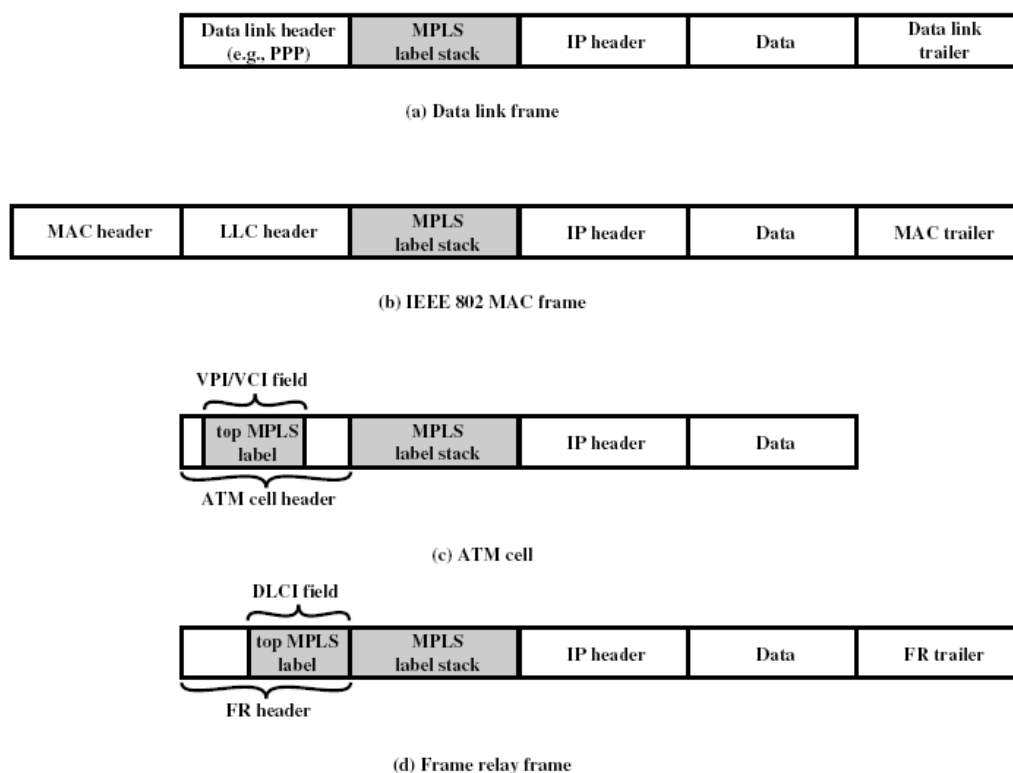 Data link header (e.g., PPP)
MPLS label stack
IP header
Data
Data link trailer
(a) Data link frame
MAC header
LLC header
MPLS label stack
IP header
Data
MAC trailer
(b) IEEE 802 MAC frame
VPI/VCI field
top MPLS label
MPLS label stack
IP header
Data
ATM cell header
(c) ATM cell
DLCI field
top MPLS label
MPLS label stack
IP header
Data
FR trailer
FR header
(d) Frame relay frame